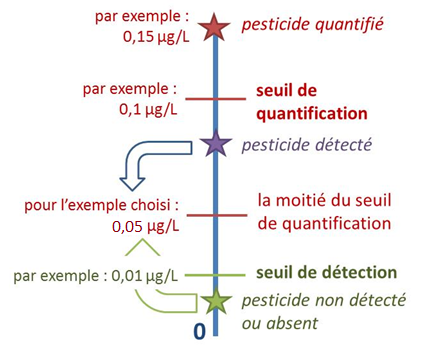 par exemple :
0,15 µg/L
pesticide quantifié
par exemple :
0,1 µg/L
seuil de
quantification
pesticide détecté
pour l'exemple choisi :
0,05 µg/L
la moitié du seuil
de quantification
par exemple : 0,01 µg/L
seuil de détection
pesticide non détecté
ou absent
0